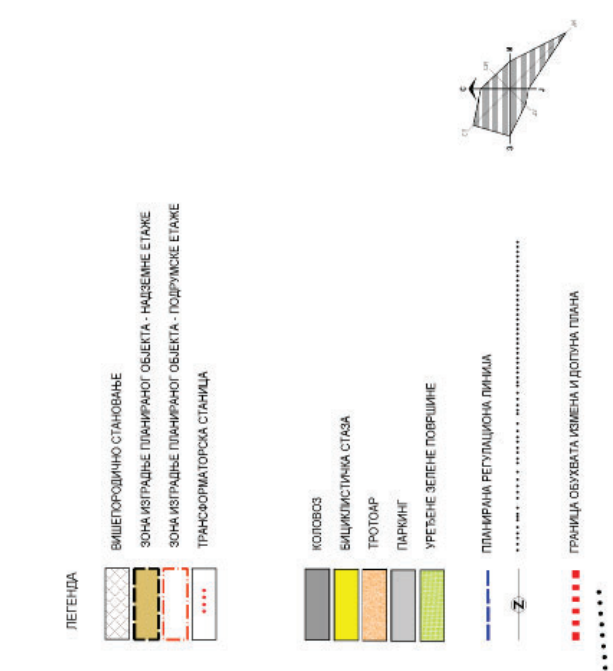 ЛЕГЕНДА
ВИШЕПОРОДИЧНО СТАНОВАЊЕ
ЗОНА ИЗГРАДЊЕ ПЛАНИРАНОГ ОБЈЕКТА - НАДЗЕМНЕ ЕТАЖЕ
ЗОНА ИЗГРАДЊЕ ПЛАНИРАНОГ ОБЈЕКТА - ПОДРУМСКЕ ЕТАЖЕ
ТРАНСФОРМАТОРСКА СТАНИЦА
КОЛОВОЗ
БИЦИКЛИСТИЧКА СТАЗА
ТРОТОАР
ПАРКИНГ
УРЕЂЕНЕ ЗЕЛЕНЕ ПОВРШИНЕ
ПЛАНИРАНА РЕГУЛАЦИОНА ЛИНИЈА
ГРАНИЦА ОБУХВАТА ИЗМЕНА И ДОПУНА ПЛАНА